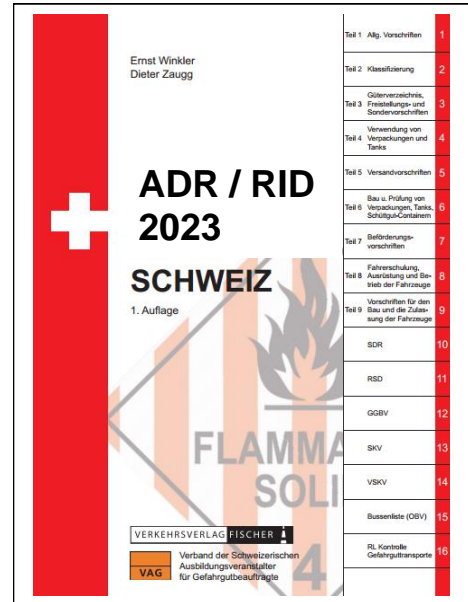 Ernst Winkler
Dieter Zaugg
ADR / RID
2023
SCHWEIZ
1. Auflage
FLAMMA
SOLI
4
VERKEHRSVERLAG FISCHER
VAG
Verband der Schweizerischen
Ausbildungsveranstalter
für Gefahrgutbeauftragte
Teil 1 Allg. Vorschriften 1
Teil 2 Klassifizierung 2
Güterverzeichnis,
Teil 3 Freistellungs- und 3
Sondervorschriften
Verwendung von
Teil 4 Verpackungen und 4
Tanks
Teil 5 Versandvorschriften 5
Bau u. Prüfung von
Teil 6 Verpackungen, Tanks, 6
Schüttgut-Containern
Teil 7 Beförderungs- 7
vorschriften
Fahrerschulung,
Teil 8 Ausrüstung und Be- 8
trieb der Fahrzeuge
Vorschriften für den
Teil 9 Bau und die Zulas- 9
sung der Fahrzeuge
SDR 10
RSD 11
GGBV 12
SKV 13
VSKV 14
Bussenliste (OBV) 15
RL Kontrolle 16
Gefahrguttransporte